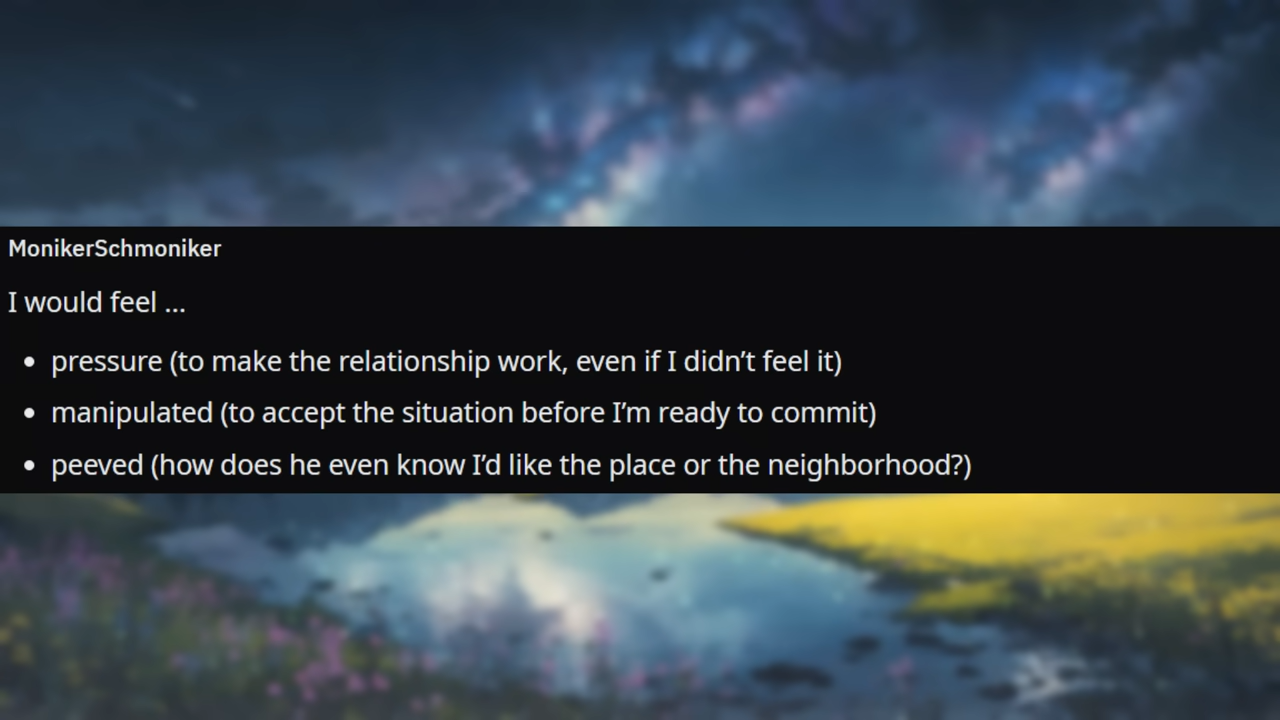 MonikerSchmoniker
I would feel ...
• pressure (to make the relationship work, even if I didn’t feel it)
• manipulated (to accept the situation before I’m ready to commit)
• peeved (how does he even know I’d like the place or the neighborhood?)